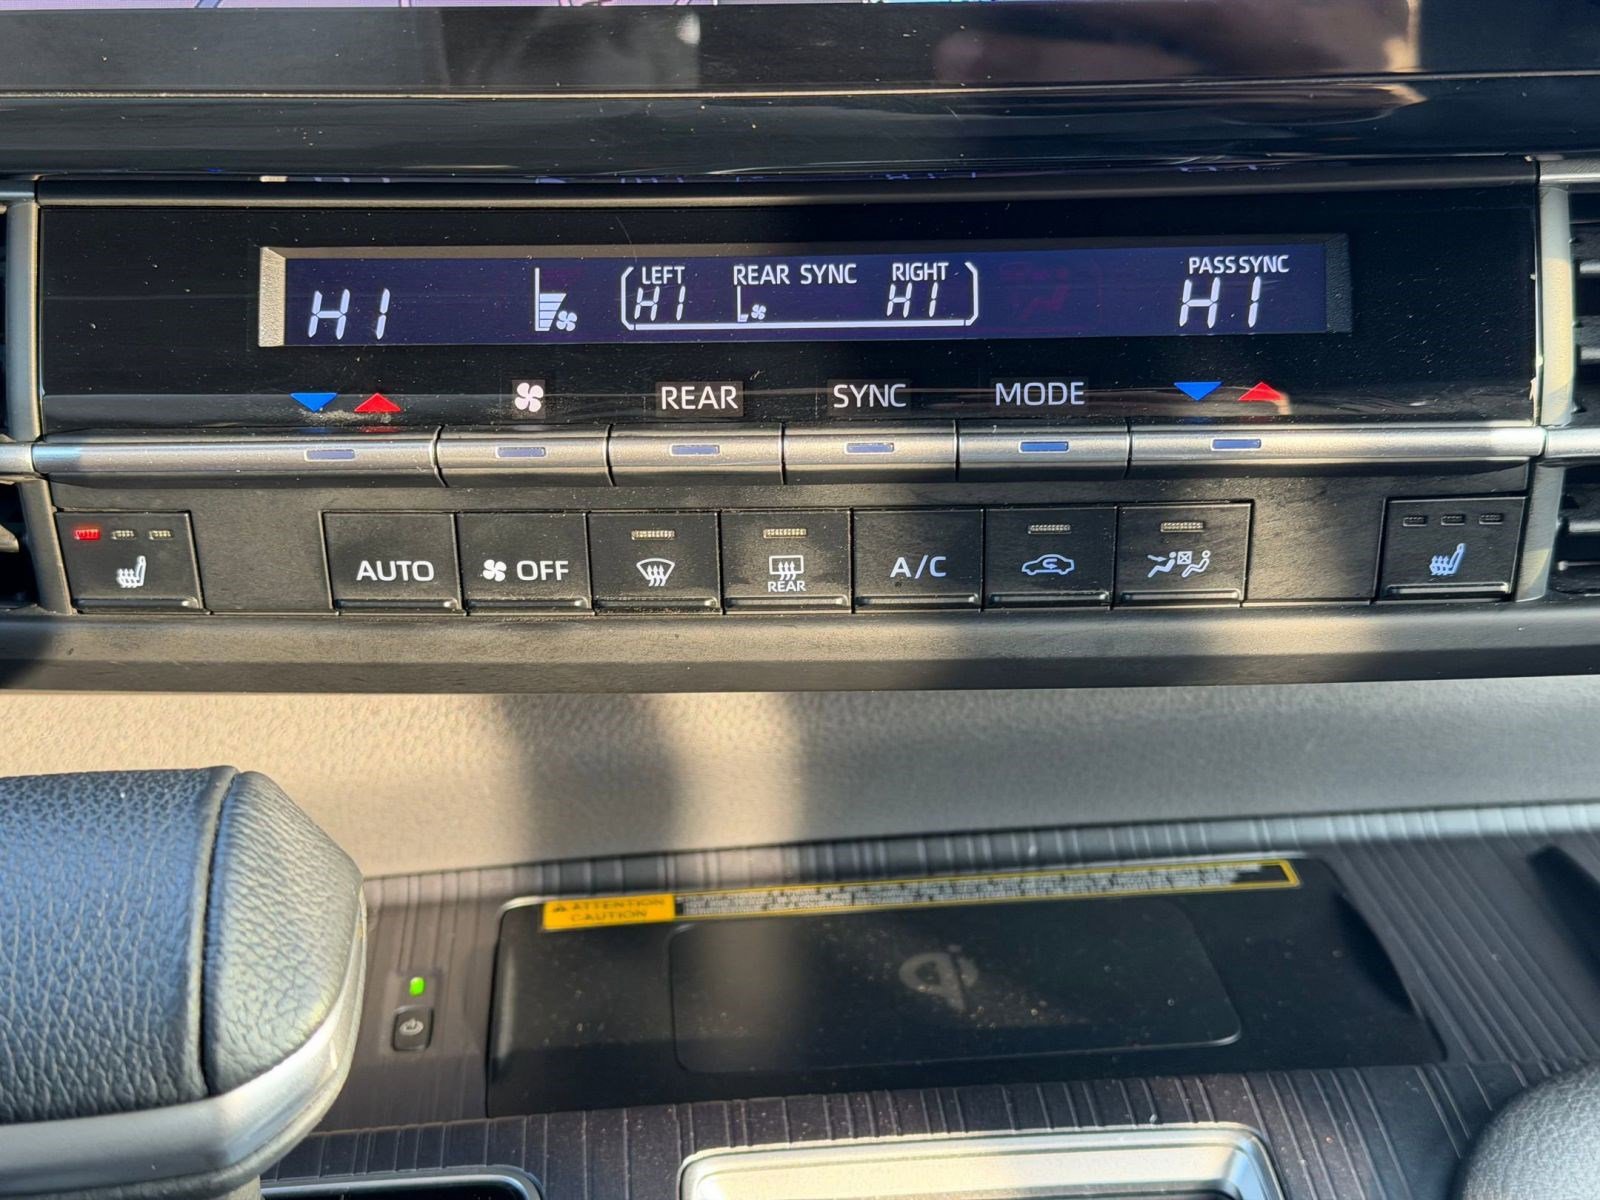 LEFT REAR SYNC RIGHT PASS SYNC
HI HI HI HI
REAR SYNC MODE
AUTO OFF REAR A/C
ATTENTION
CAUTION